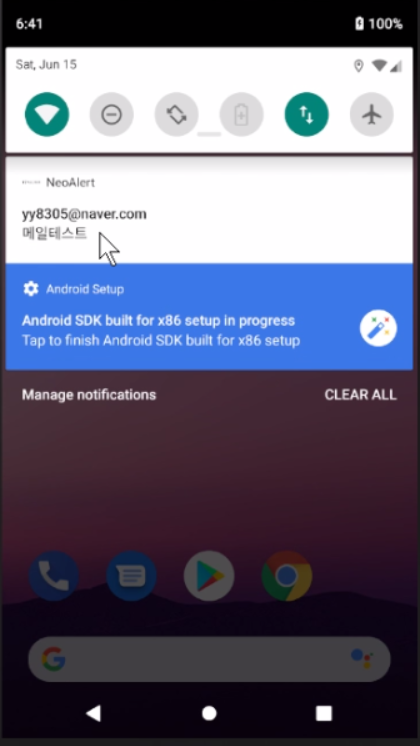 6:41
100%
Sat, Jun 15
NeoAlert
yy8305@naver.com
메일테스트
Android Setup
Android SDK built for x86 setup in progress
Tap to finish Android SDK built for x86 setup
Manage notifications
CLEAR ALL